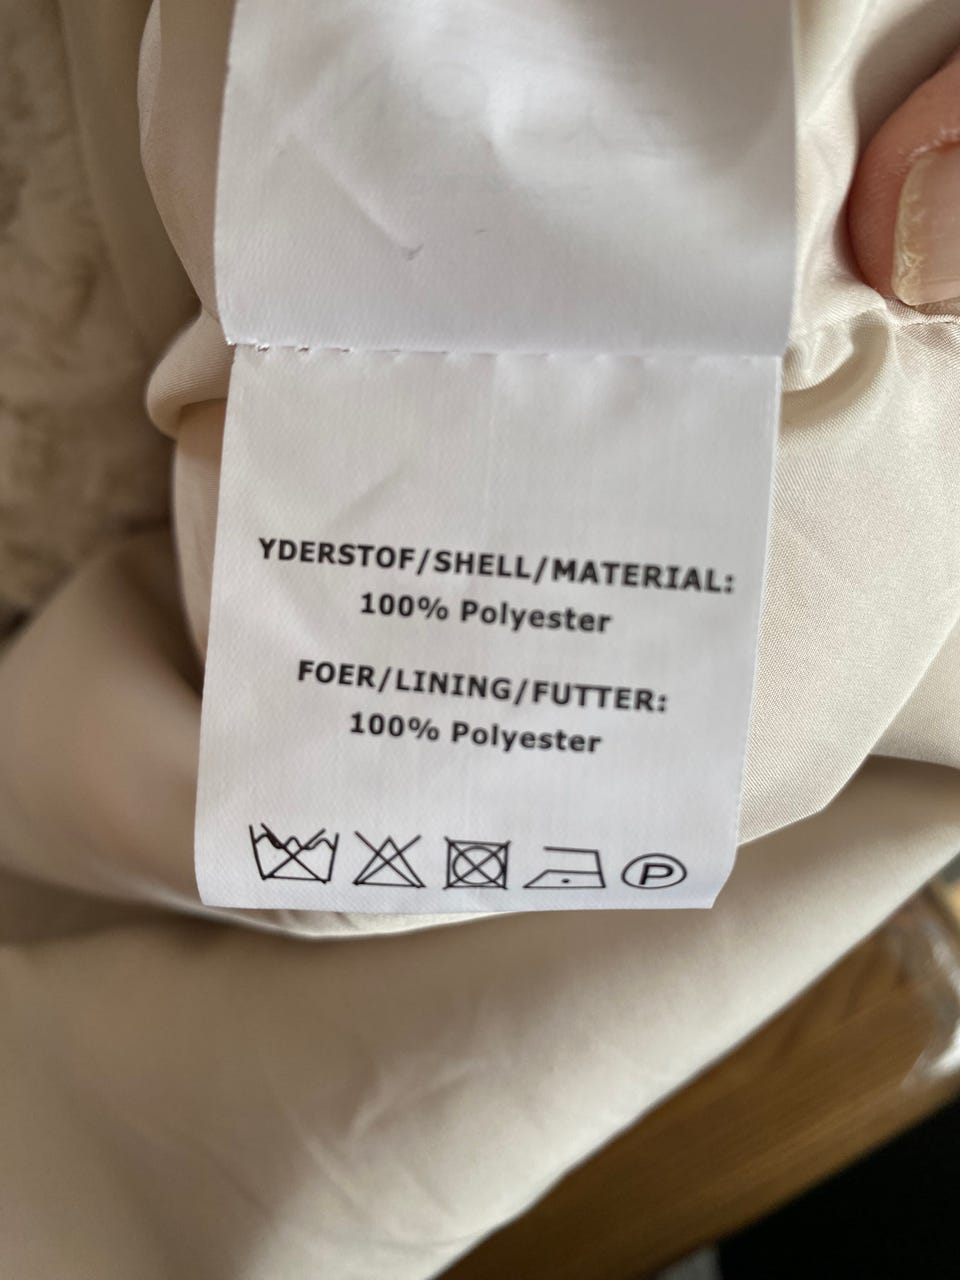 YDERSTOF/SHELL/MATERIAL:
100% Polyester
FOER/LINING/FUTTER:
100% Polyester
P